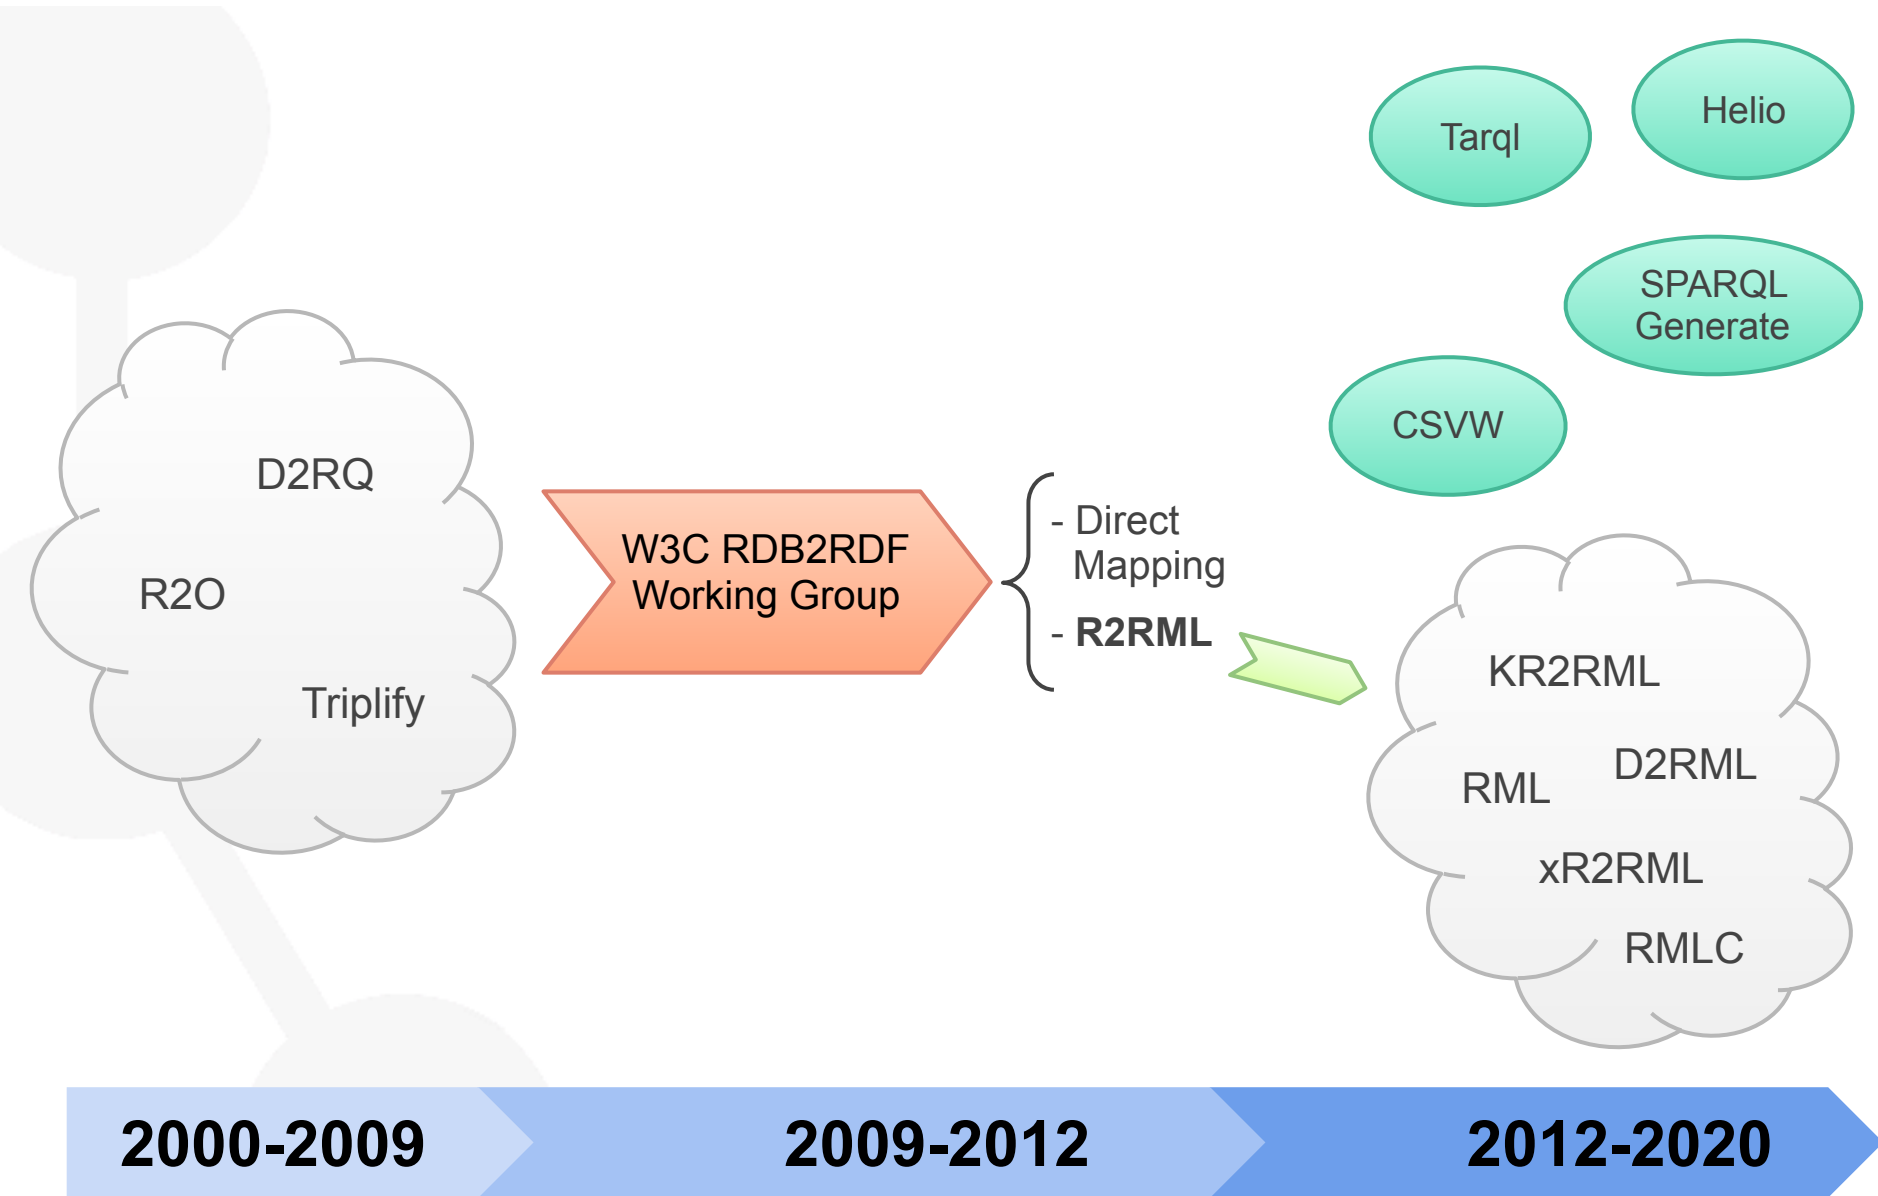 D2RQ
R2O
Triplify
W3C RDB2RDF
Working Group
- Direct
Mapping
- R2RML
Tarql
Helio
SPARQL
Generate
CSVW
KR2RML
D2RML
RML
xR2RML
RMLC
2000-2009
2009-2012
2012-2020